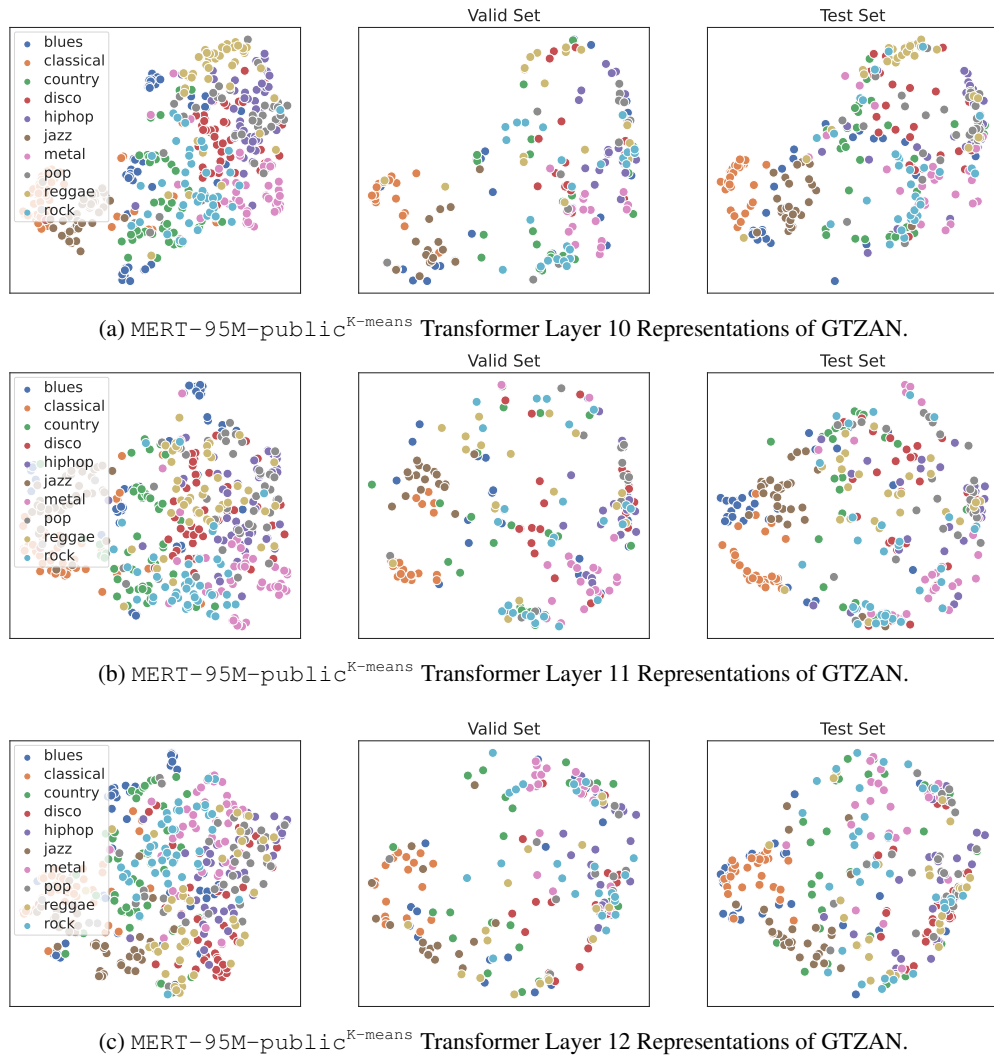 Valid Set
Test Set
blues
classical
country
disco
hiphop
jazz
metal
pop
reggae
rock
(a) MERT-95M-public^K-means Transformer Layer 10 Representations of GTZAN.
Valid Set
Test Set
blues
classical
country
disco
hiphop
jazz
metal
pop
reggae
rock
(b) MERT-95M-public^K-means Transformer Layer 11 Representations of GTZAN.
Valid Set
Test Set
blues
classical
country
disco
hiphop
jazz
metal
pop
reggae
rock
(c) MERT-95M-public^K-means Transformer Layer 12 Representations of GTZAN.